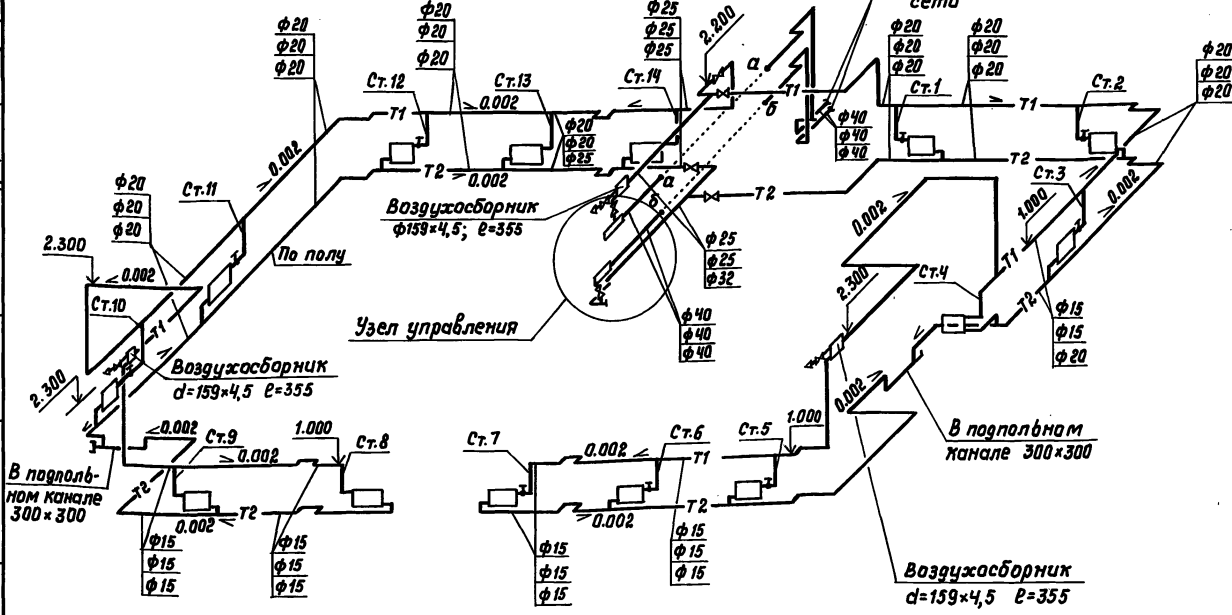 сети
ф20
ф20
ф20
ф20
ф20
ф20
ф25
ф25
ф25
2.200
ф20
ф20
ф20
ф20
ф20
ф20
ф20
ф20
ф20
Ст.12
Ст.13
Ст.14
а
б
Т1
Ст.1
Ст.2
Т1
0.002
Т1
ф40
ф40
ф40
ф20
ф20
ф25
0.002
Т2
0.002
Т2
Т2
Ст.3
0.002
Ст.11
ф20
ф20
ф20
Воздухосборник
ф159×4,5; ℓ=355
а
б
0.002
1.000
Т1
2.300
0.002
По полу
ф25
ф25
ф32
2.300
Ст.4
Т2
Ст.10
Т1
Узел управления
ф40
ф40
ф40
ф15
ф15
ф20
Воздухосборник
d=159×4,5 ℓ=355
2.300
0.002
0.002
Ст.9
0.002
1.000
Ст.8
Ст.7
0.002
Ст.6
Т1
Ст.5
1.000
В подпольном
канале 300×300
В подполь-
ном канале
300×300
Т2
0.002
Т2
0.002
Т2
ф15
ф15
ф15
ф15
ф15
ф15
ф15
ф15
ф15
ф15
ф15
ф15
Воздухосборник
d=159×4,5 ℓ=355